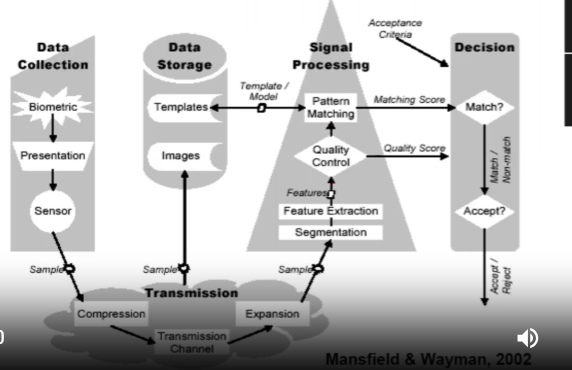 Data
Collection
Biometric
Presentation
Sensor
Sample
Data
Storage
Templates
Images
Sample
Template /
Model
Signal
Processing
Pattern
Matching
Quality
Control
Features
Feature Extraction
Segmentation
Sample
Acceptance
Criteria
Matching Score
Quality Score
Decision
Match?
Match /
Non-match
Accept?
Accept /
Reject
Transmission
Compression
Expansion
Transmission
Channel
Mansfield & Wayman, 2002